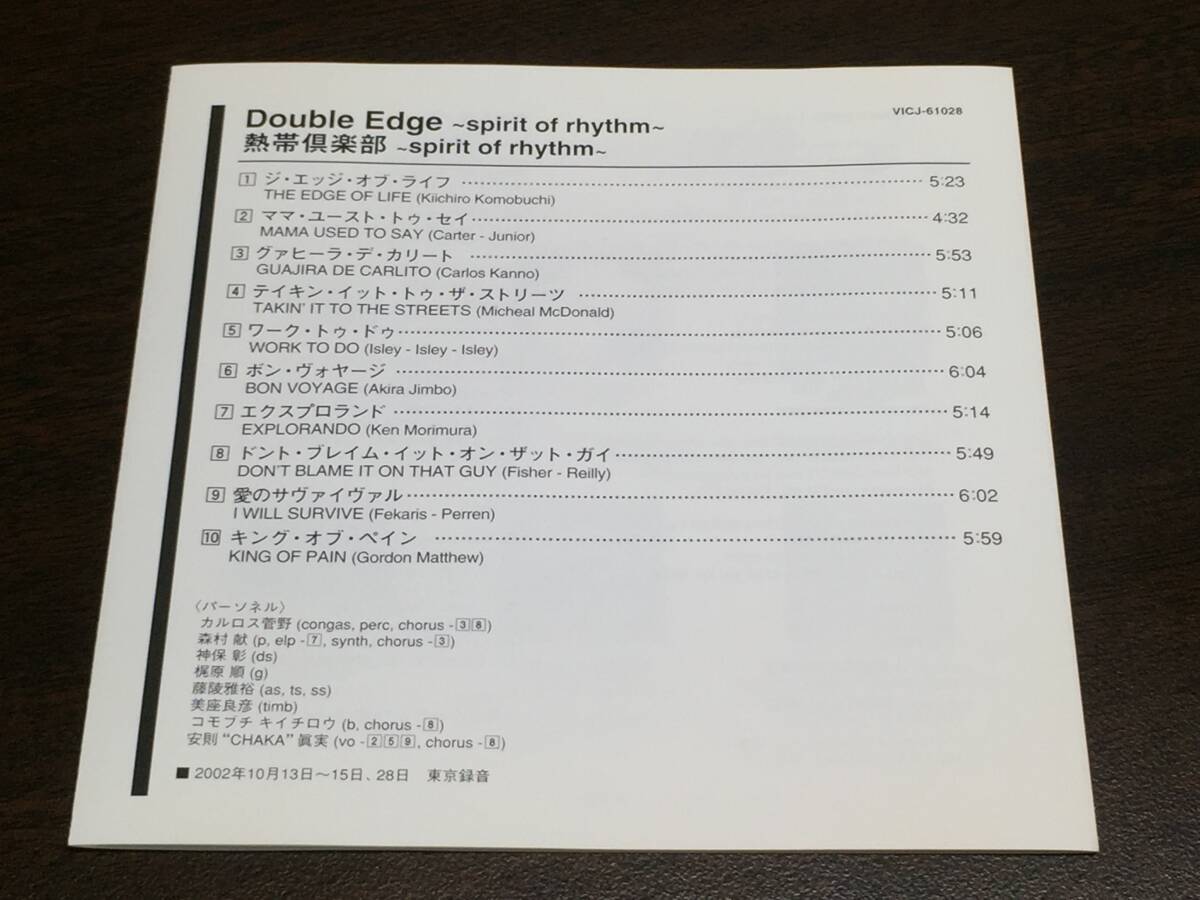 VICJ-61028
Double Edge ~spirit of rhythm~
熱帯倶楽部 ~spirit of rhythm~
1 ジ・エッジ・オブ・ライフ 5:23
THE EDGE OF LIFE (Kiichiro Komobuchi)
2 ママ・ユースト・トゥ・セイ 4:32
MAMA USED TO SAY (Carter - Junior)
3 グァヒーラ・デ・カリート 5:53
GUAJIRA DE CARLITO (Carlos Kanno)
4 テイキン・イット・トゥ・ザ・ストリーツ 5:11
TAKIN' IT TO THE STREETS (Micheal McDonald)
5 ワーク・トゥ・ドゥ 5:06
WORK TO DO (Isley - Isley - Isley)
6 ボン・ヴォヤージ 6:04
BON VOYAGE (Akira Jimbo)
7 エクスプロランド 5:14
EXPLORANDO (Ken Morimura)
8 ドント・ブレイム・イット・オン・ザット・ガイ 5:49
DON'T BLAME IT ON THAT GUY (Fisher - Reilly)
9 愛のサヴァイヴァル 6:02
I WILL SURVIVE (Fekaris - Perren)
10 キング・オブ・ペイン 5:59
KING OF PAIN (Gordon Matthew)
〈パーソネル〉
カルロス菅野 (congas, perc, chorus -3 8)
森村 献 (p, elp -7, synth, chorus -3)
神保 彰 (ds)
梶原 順 (g)
藤陵雅裕 (as, ts, ss)
美座良彦 (timb)
コモブチ キイチロウ (b, chorus -8)
安則“CHAKA”眞実 (vo -2 5 9, chorus -8)
■ 2002年10月13日〜15日、28日 東京録音